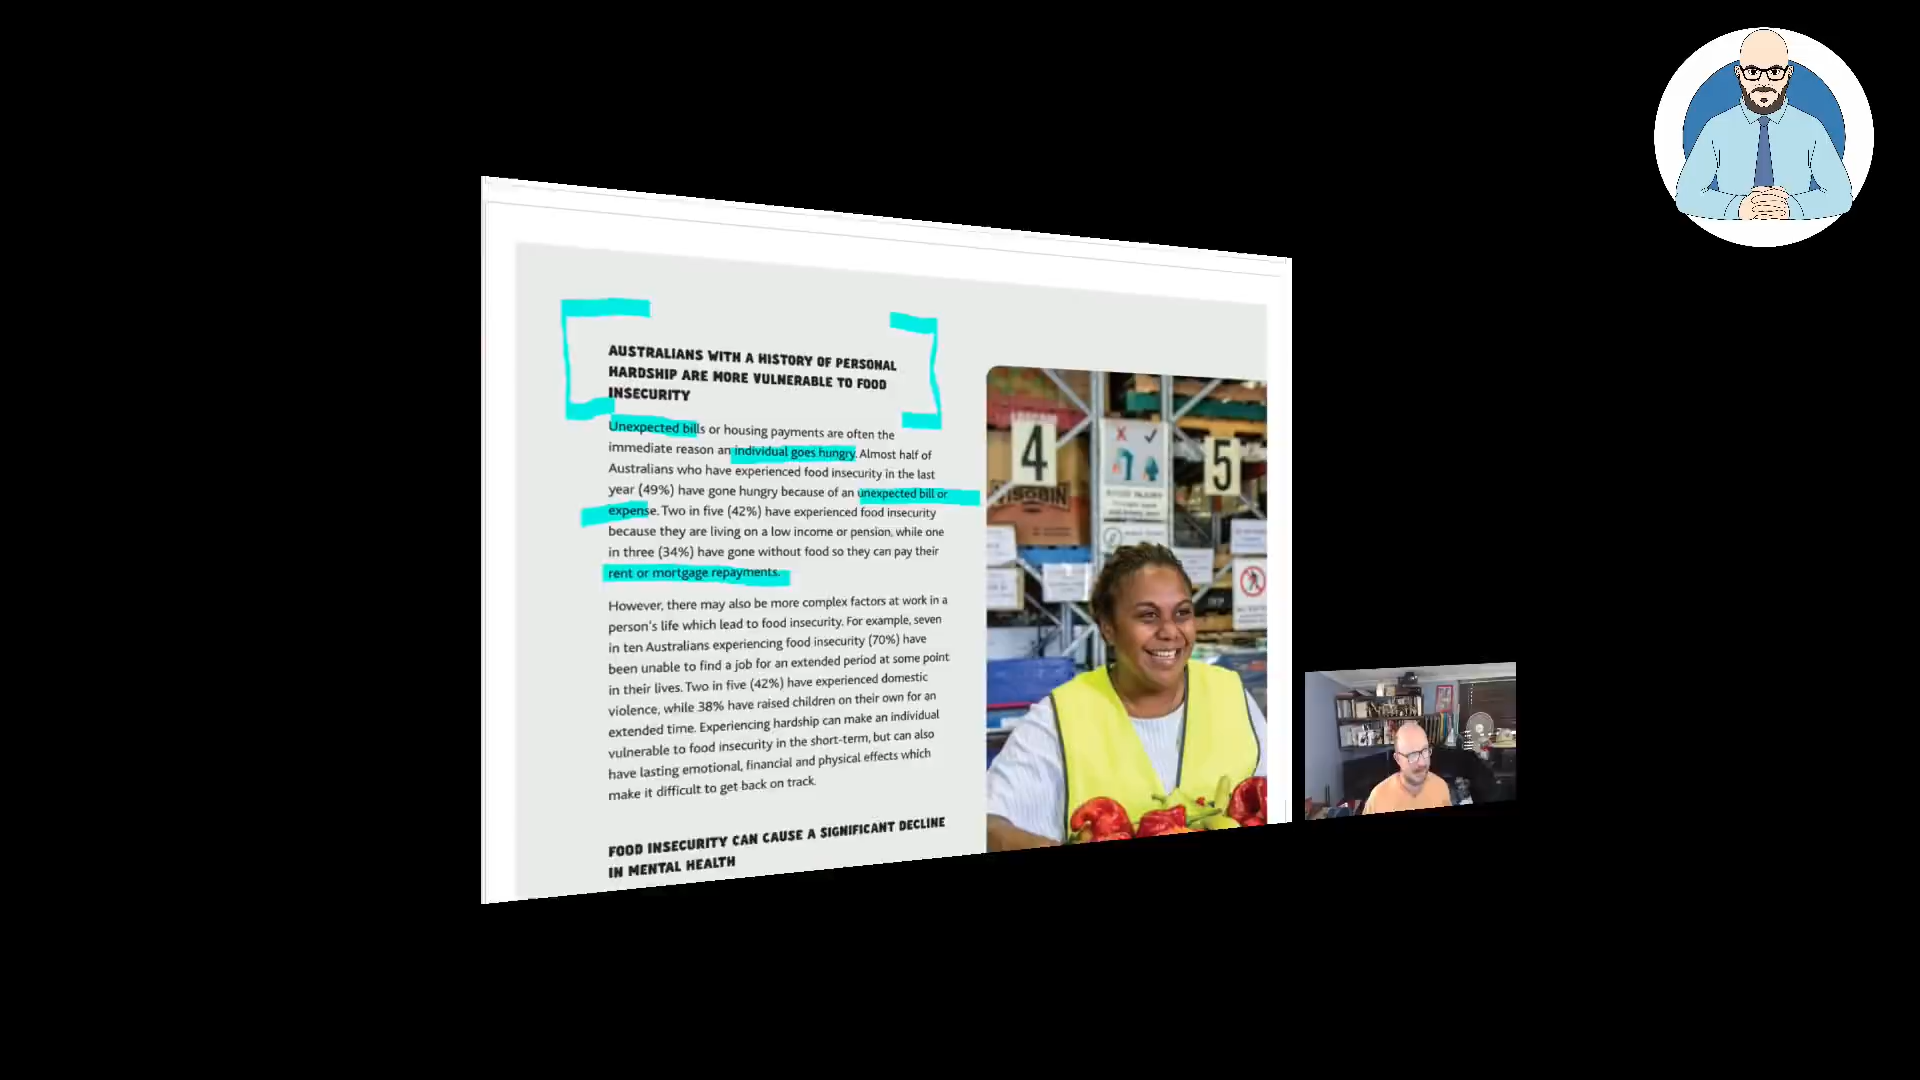 AUSTRALIANS WITH A HISTORY OF PERSONAL
HARDSHIP ARE MORE VULNERABLE TO FOOD
INSECURITY
Unexpected bills or housing payments are often the
immediate reason an individual goes hungry. Almost half of
Australians who have experienced food insecurity in the last
year (49%) have gone hungry because of an unexpected bill or
expense. Two in five (42%) have experienced food insecurity
because they are living on a low income or pension, while one
in three (34%) have gone without food so they can pay their
rent or mortgage repayments.
However, there may also be more complex factors at work in a
person's life which lead to food insecurity. For example, seven
in ten Australians experiencing food insecurity (70%) have
been unable to find a job for an extended period at some point
in their lives. Two in five (42%) have experienced domestic
violence, while 38% have raised children on their own for an
extended time. Experiencing hardship can make an individual
vulnerable to food insecurity in the short-term, but can also
have lasting emotional, financial and physical effects which
make it difficult to get back on track.
FOOD INSECURITY CAN CAUSE A SIGNIFICANT DECLINE
IN MENTAL HEALTH
4
5